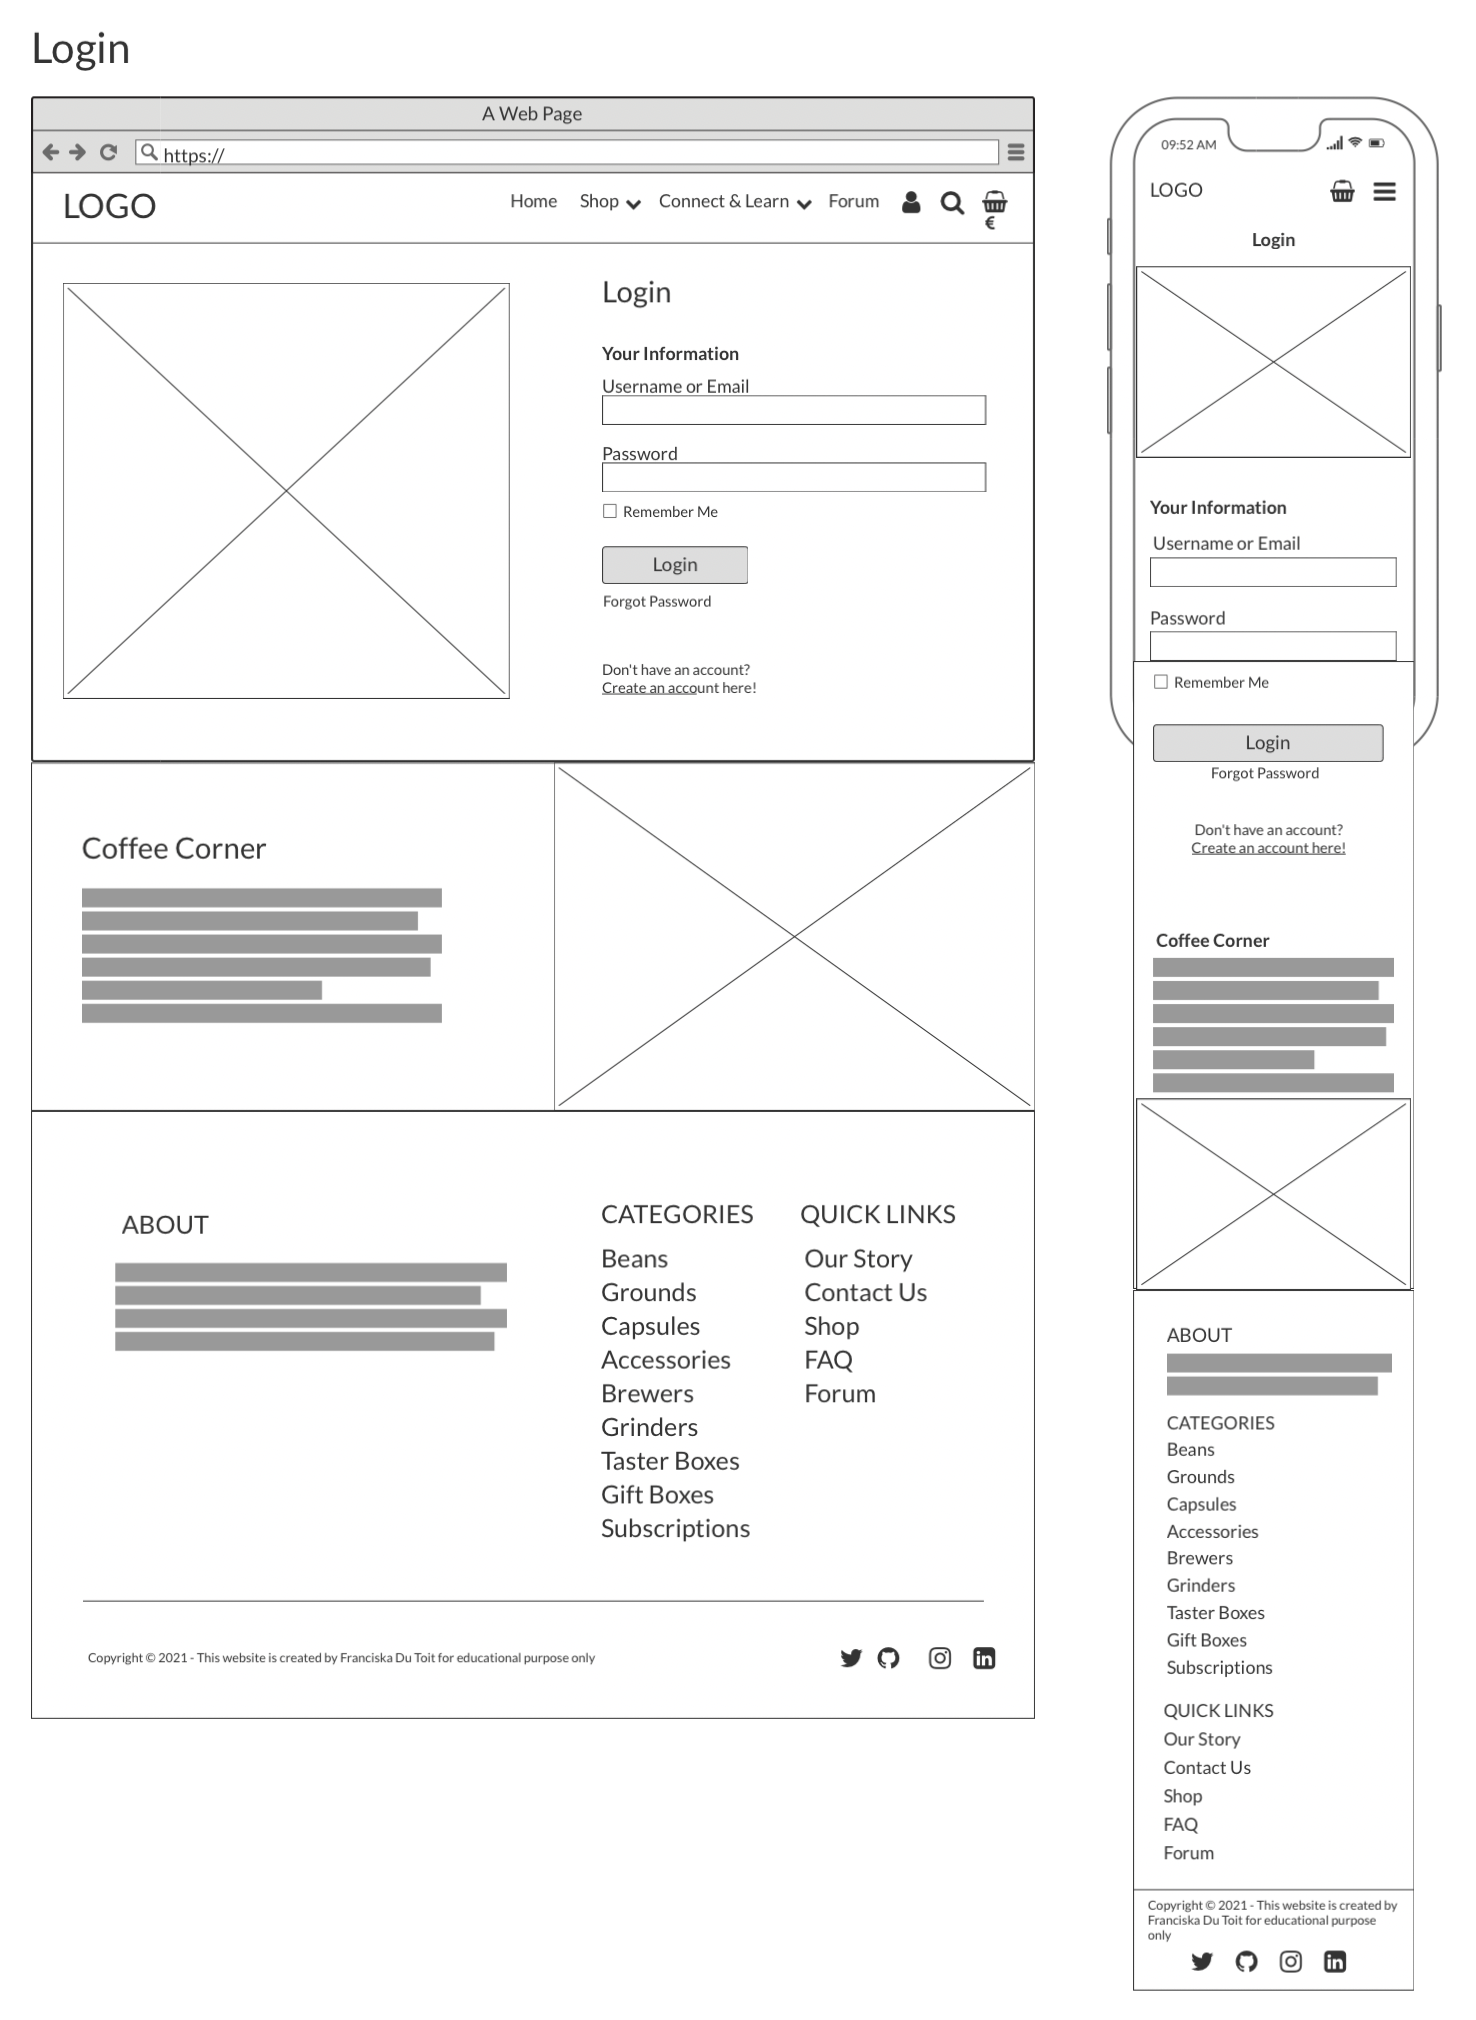 Login
A Web Page
https://
LOGO
Home Shop Connect & Learn Forum
€
Login
Your Information
Username or Email
Password
Remember Me
Login
Forgot Password
Don't have an account?
Create an account here!
Coffee Corner
ABOUT
CATEGORIES
Beans
Grounds
Capsules
Accessories
Brewers
Grinders
Taster Boxes
Gift Boxes
Subscriptions
QUICK LINKS
Our Story
Contact Us
Shop
FAQ
Forum
Copyright © 2021 - This website is created by Franciska Du Toit for educational purpose only
09:52 AM
LOGO
Login
Your Information
Username or Email
Password
Remember Me
Login
Forgot Password
Don't have an account?
Create an account here!
Coffee Corner
ABOUT
CATEGORIES
Beans
Grounds
Capsules
Accessories
Brewers
Grinders
Taster Boxes
Gift Boxes
Subscriptions
QUICK LINKS
Our Story
Contact Us
Shop
FAQ
Forum
Copyright © 2021 - This website is created by
Franciska Du Toit for educational purpose
only